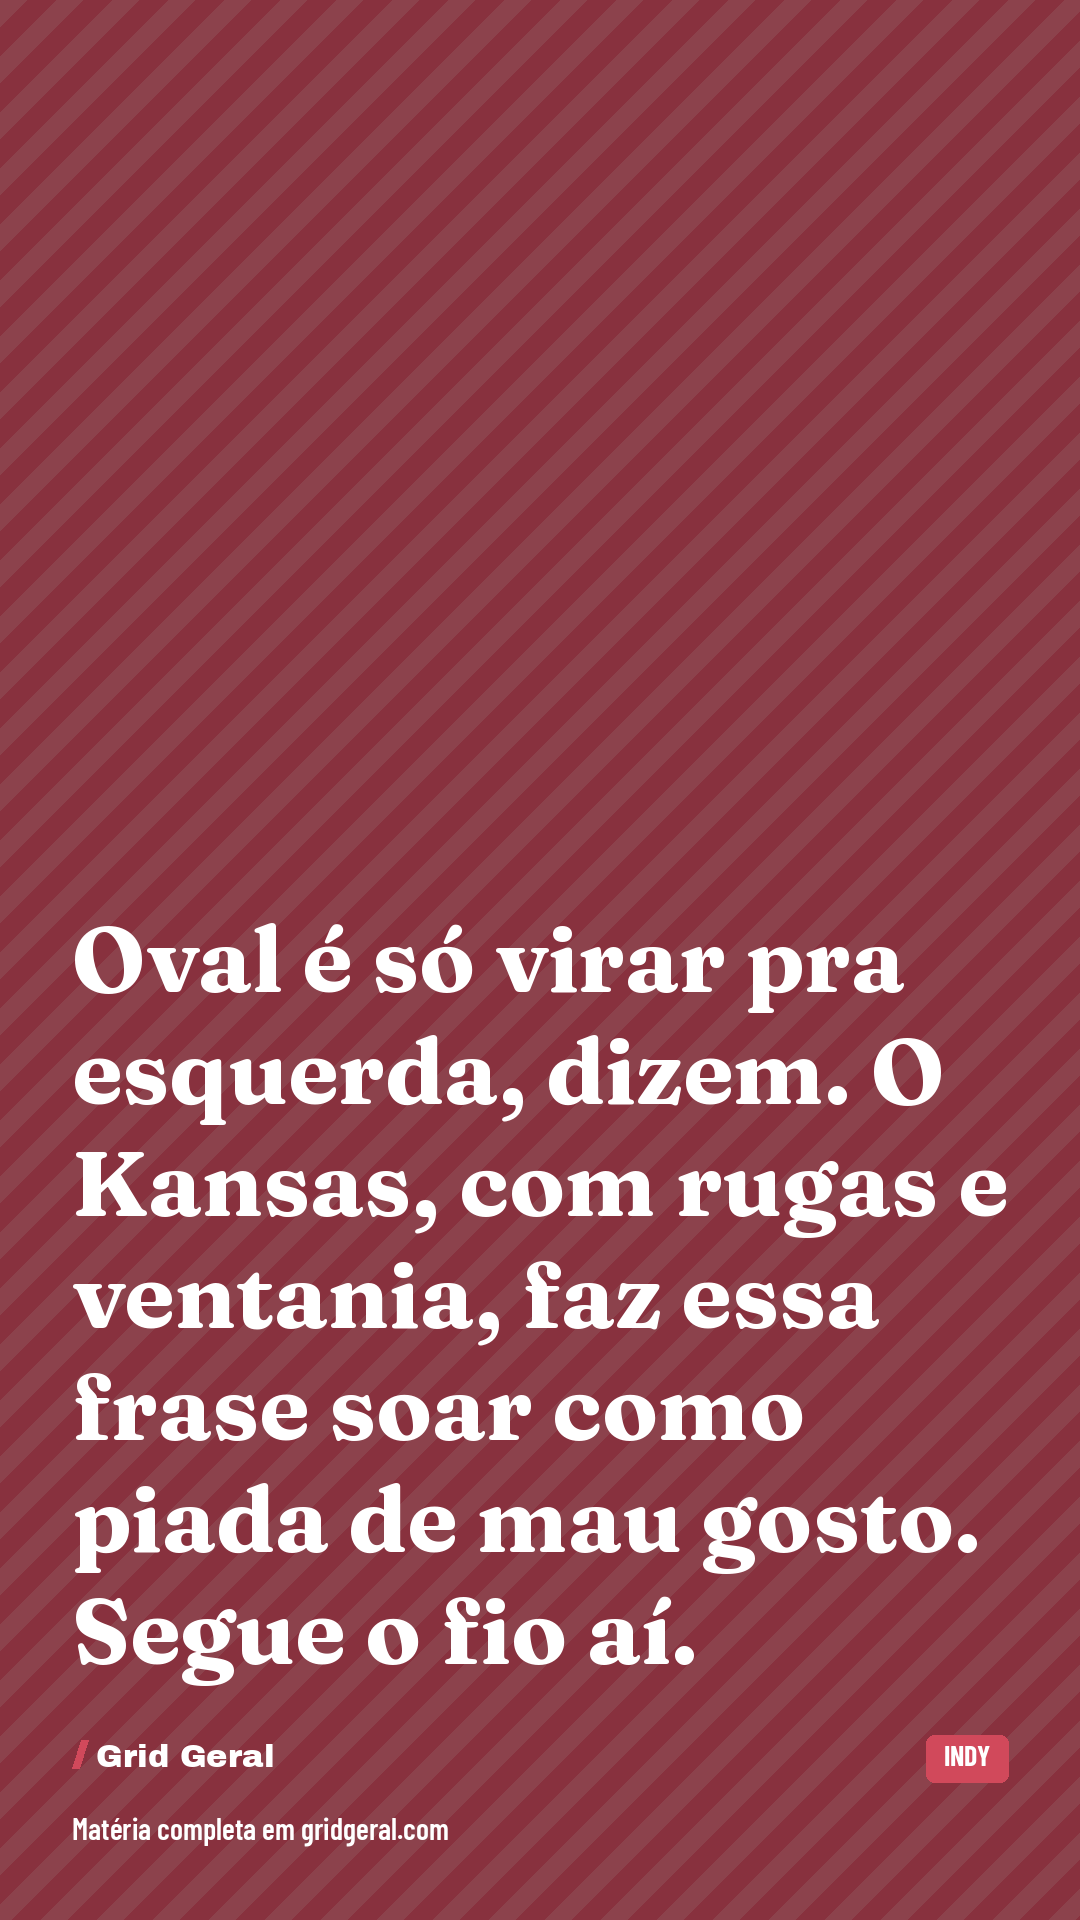 Oval é só virar pra
esquerda, dizem. O
Kansas, com rugas e
ventania, faz essa
frase soar como
piada de mau gosto.
Segue o fio aí.
/ Grid Geral
INDY
Matéria completa em gridgeral.com